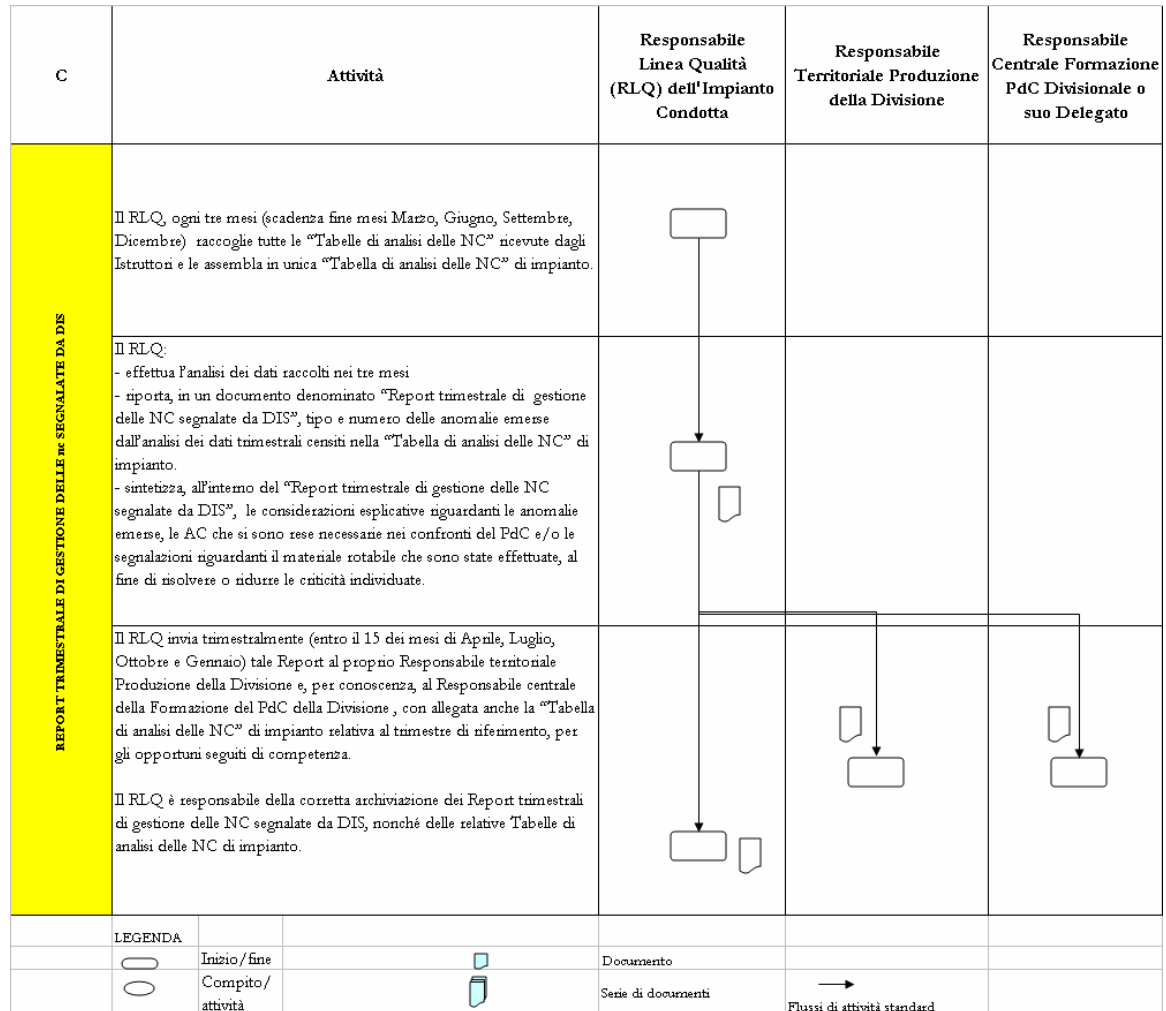 C
Attività
Responsabile
Linea Qualità
(RLQ) dell'Impianto
Condotta
Responsabile
Territoriale Produzione
della Divisione
Responsabile
Centrale Formazione
PdC Divisionale o
suo Delegato
REPORT TRIMESTRALE DI GESTIONE DELLE nc SEGNALATE DA DIS
Il RLQ, ogni tre mesi (scadenza fine mesi Marzo, Giugno, Settembre,
Dicembre) raccoglie tutte le “Tabelle di analisi delle NC” ricevute dagli
Istruttori e le assembla in unica “Tabella di analisi delle NC” di impianto.
Il RLQ:
- effettua l’analisi dei dati raccolti nei tre mesi
- riporta, in un documento denominato “Report trimestrale di gestione
delle NC segnalate da DIS”, tipo e numero delle anomalie emerse
dall’analisi dei dati trimestrali censiti nella “Tabella di analisi delle NC” di
impianto.
- sintetizza, all’interno del “Report trimestrale di gestione delle NC
segnalate da DIS”, le considerazioni esplicative riguardanti le anomalie
emerse, le AC che si sono rese necessarie nei confronti del PdC e/o le
segnalazioni riguardanti il materiale rotabile che sono state effettuate, al
fine di risolvere o ridurre le criticità individuate.
Il RLQ invia trimestralmente (entro il 15 dei mesi di Aprile, Luglio,
Ottobre e Gennaio) tale Report al proprio Responsabile territoriale
Produzione della Divisione e, per conoscenza, al Responsabile centrale
della Formazione del PdC della Divisione , con allegata anche la “Tabella
di analisi delle NC” di impianto relativa al trimestre di riferimento, per
gli opportuni seguiti di competenza.
Il RLQ è responsabile della corretta archiviazione dei Report trimestrali
di gestione delle NC segnalate da DIS, nonché delle relative Tabelle di
analisi delle NC di impianto.
LEGENDA
Inizio/fine
Documento
Compito/
attività
Serie di documenti
Flussi di attività standard